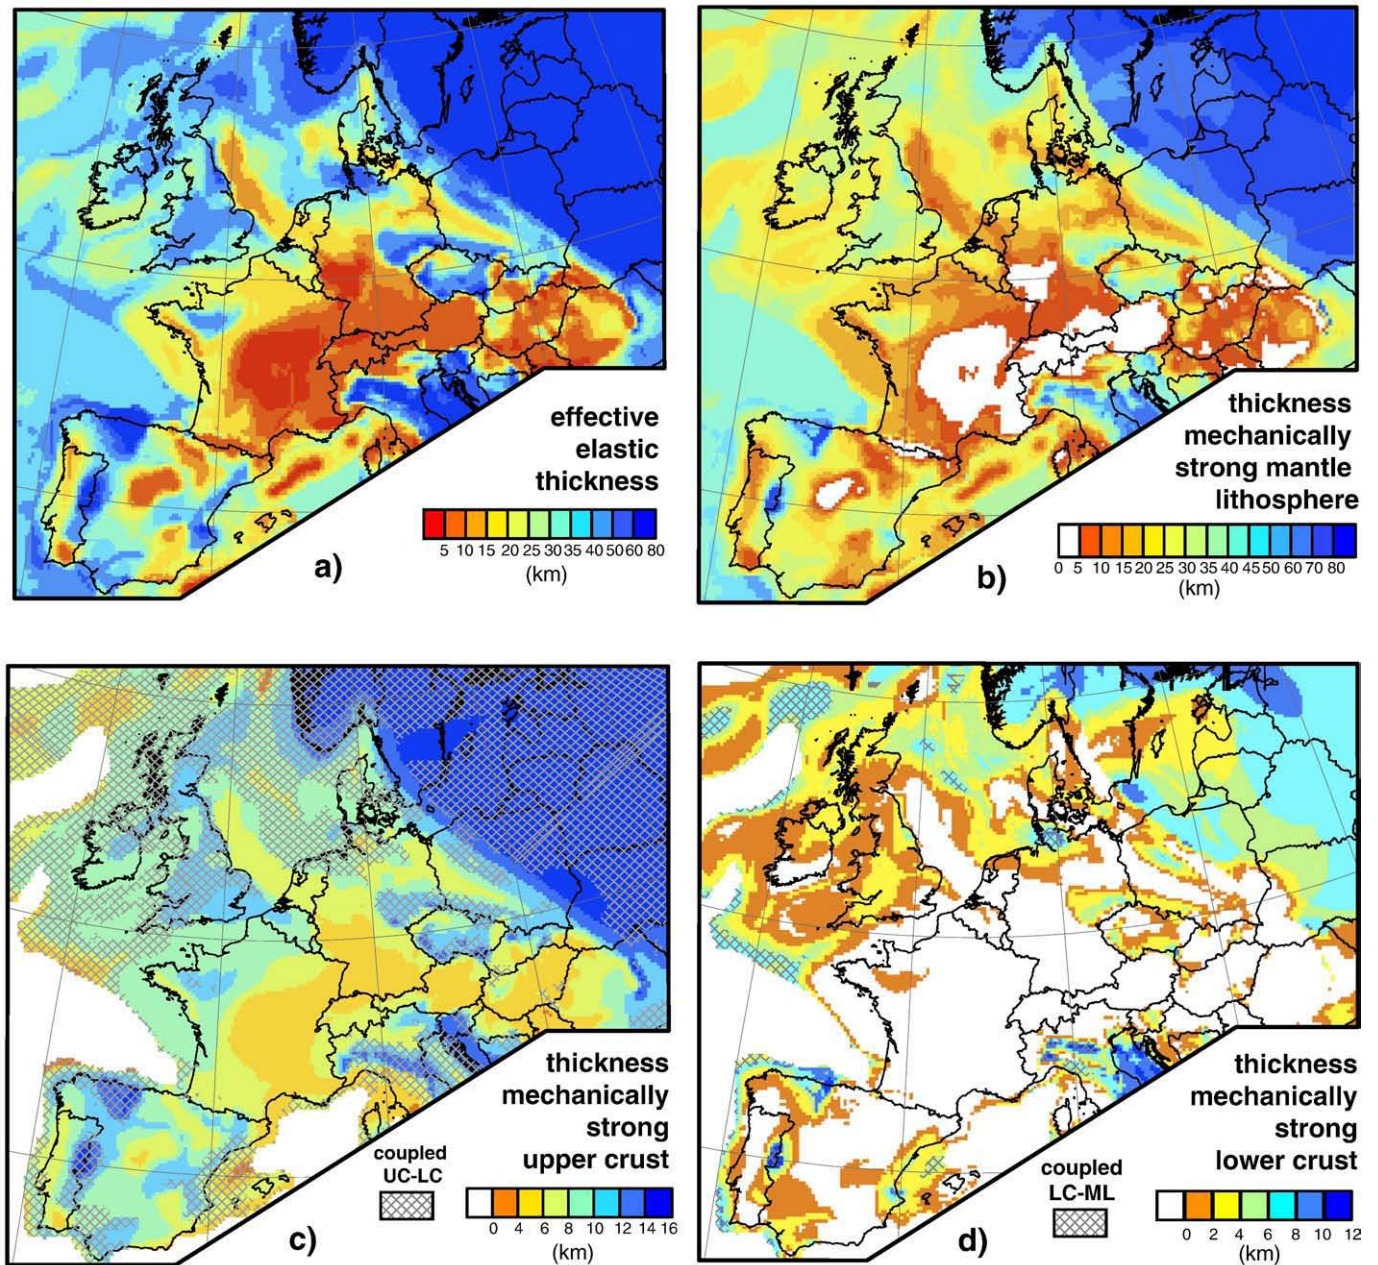 effective
elastic
thickness
5 10 15 20 25 30 35 40 50 60 80
(km)
a)
thickness
mechanically
strong mantle
lithosphere
0 5 10 15 20 25 30 35 40 45 50 60 70 80
(km)
b)
thickness
mechanically
strong
upper crust
coupled
UC-LC
0 4 6 8 10 12 14 16
(km)
c)
thickness
mechanically
strong
lower crust
coupled
LC-ML
0 2 4 6 8 10 12
(km)
d)